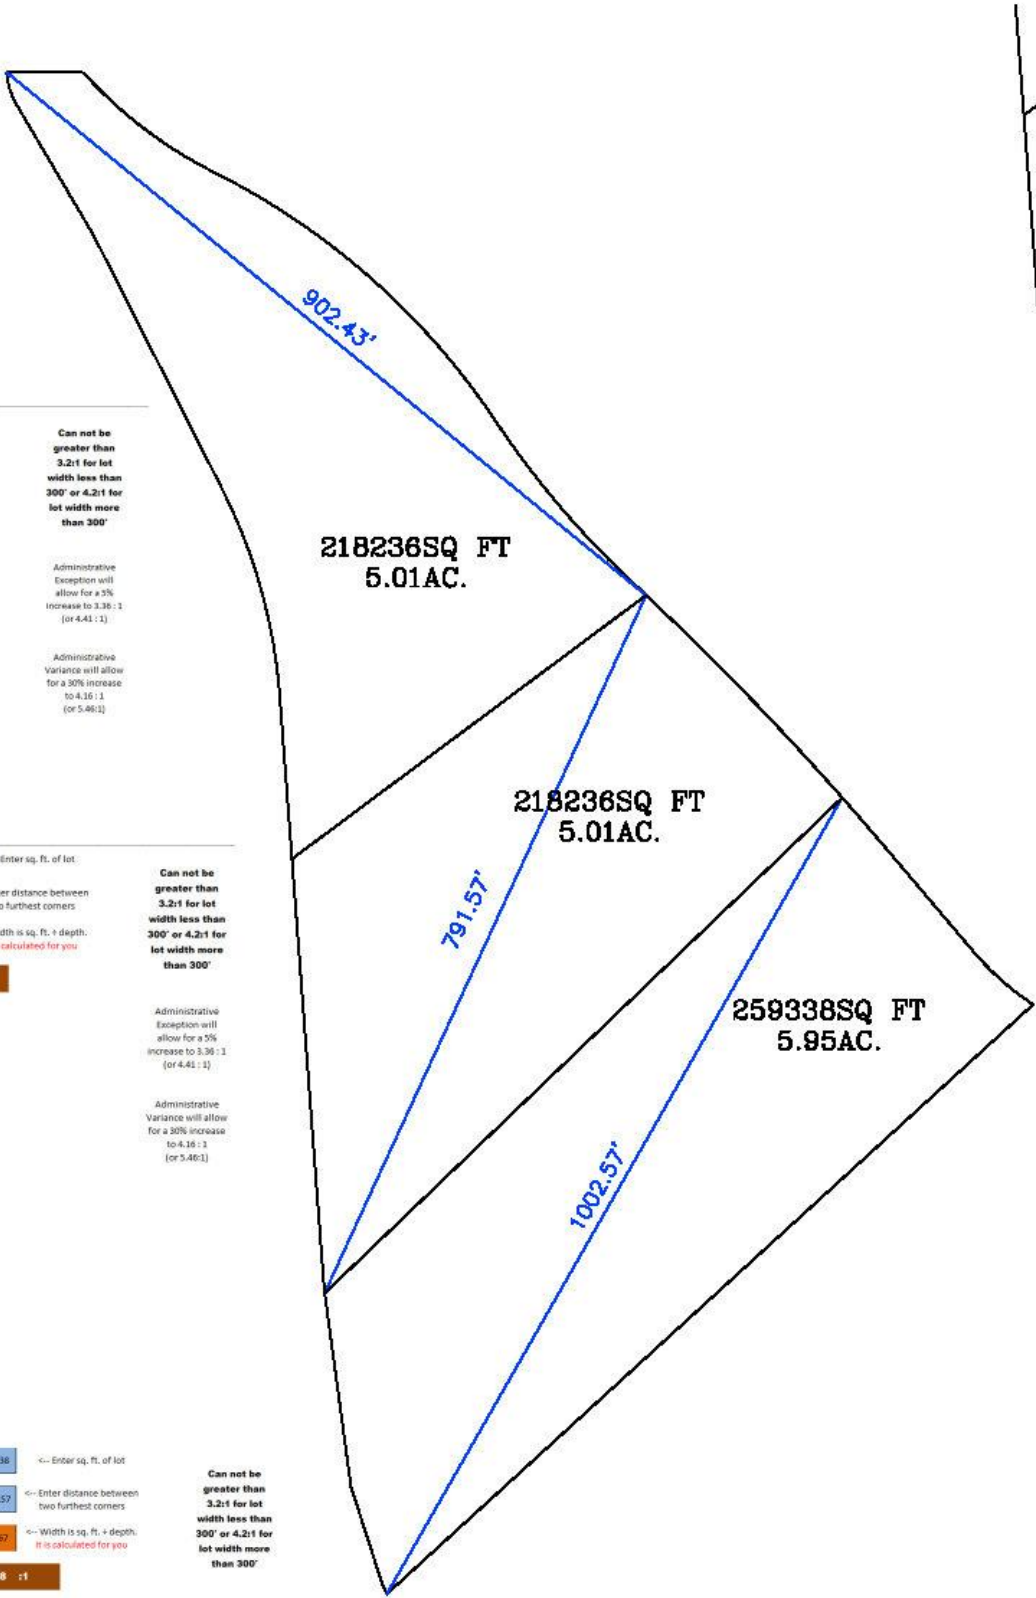 902.43'
Can not be
greater than
3.2:1 for lot
width less than
300' or 4.2:1 for
lot width more
than 300'
218236SQ FT
5.01AC.
Administrative
Exception will
allow for a 5%
increase to 3.36 : 1
(or 4.41 : 1)
Administrative
Variance will allow
for a 30% increase
to 4.16 : 1
(or 5.46:1)
218236SQ FT
5.01AC.
791.57'
Enter sq. ft. of lot
er distance between
o furthest corners
dth is sq. ft. ÷ depth.
calculated for you
Can not be
greater than
3.2:1 for lot
width less than
300' or 4.2:1 for
lot width more
than 300'
259338SQ FT
5.95AC.
Administrative
Exception will
allow for a 5%
increase to 3.36 : 1
(or 4.41 : 1)
Administrative
Variance will allow
for a 30% increase
to 4.16 : 1
(or 5.46:1)
1002.57'
38 <-- Enter sq. ft. of lot
57 <-- Enter distance between
two furthest corners
67 <-- Width is sq. ft. ÷ depth.
It is calculated for you
8 :1
Can not be
greater than
3.2:1 for lot
width less than
300' or 4.2:1 for
lot width more
than 300'